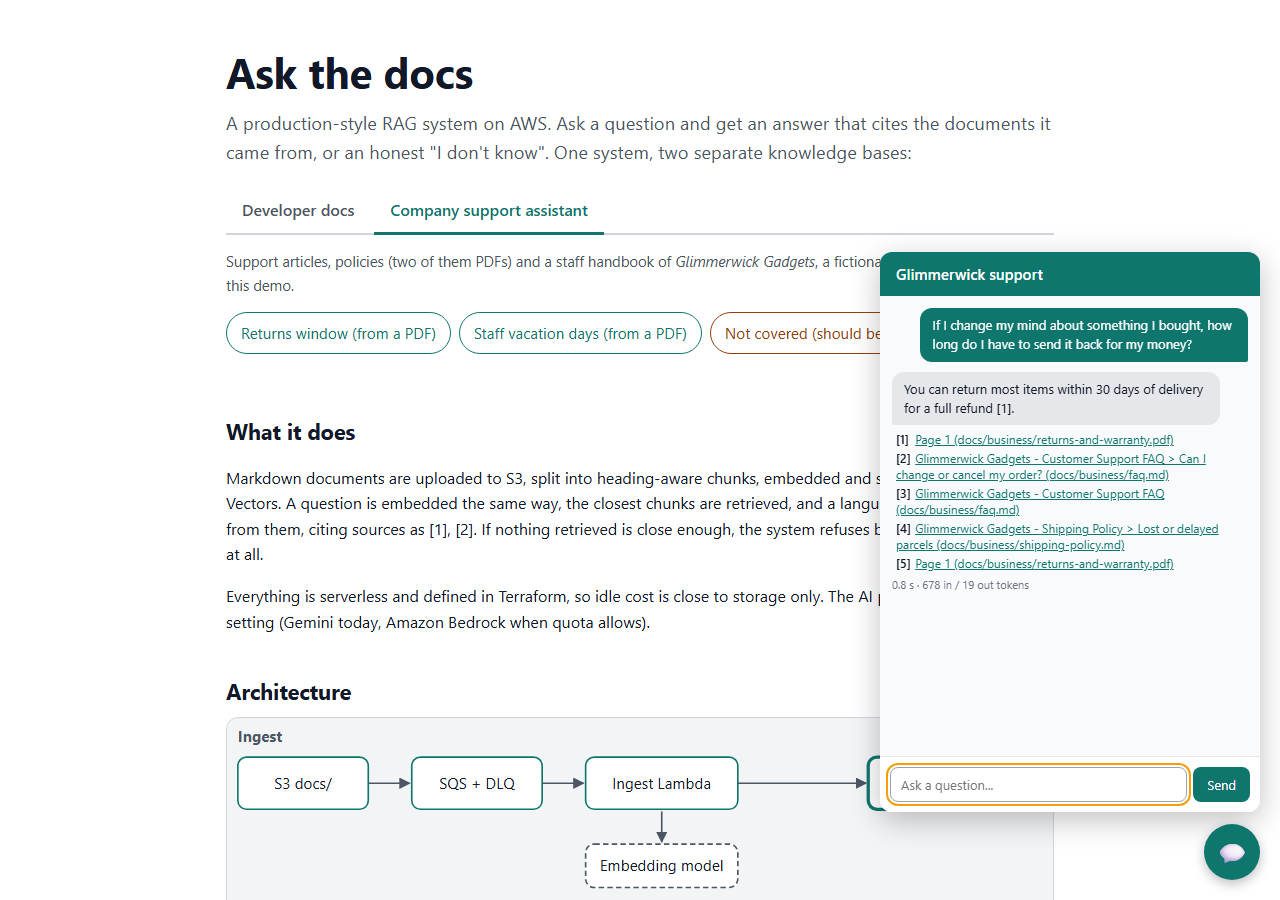 Ask the docs
A production-style RAG system on AWS. Ask a question and get an answer that cites the documents it
came from, or an honest "I don't know". One system, two separate knowledge bases:
Developer docs
Company support assistant
Support articles, policies (two of them PDFs) and a staff handbook of Glimmerwick Gadgets, a fictiona
this demo.
Returns window (from a PDF)
Staff vacation days (from a PDF)
Not covered (should be
What it does
Markdown documents are uploaded to S3, split into heading-aware chunks, embedded and s
Vectors. A question is embedded the same way, the closest chunks are retrieved, and a langu
from them, citing sources as [1], [2]. If nothing retrieved is close enough, the system refuses b
at all.
Everything is serverless and defined in Terraform, so idle cost is close to storage only. The AI p
setting (Gemini today, Amazon Bedrock when quota allows).
Architecture
Ingest
S3 docs/
SQS + DLQ
Ingest Lambda
Embedding model
Glimmerwick support
If I change my mind about something I bought, how
long do I have to send it back for my money?
You can return most items within 30 days of delivery
for a full refund [1].
[1] Page 1 (docs/business/returns-and-warranty.pdf)
[2] Glimmerwick Gadgets - Customer Support FAQ > Can I
change or cancel my order? (docs/business/faq.md)
[3] Glimmerwick Gadgets - Customer Support FAQ
(docs/business/faq.md)
[4] Glimmerwick Gadgets - Shipping Policy > Lost or delayed
parcels (docs/business/shipping-policy.md)
[5] Page 1 (docs/business/returns-and-warranty.pdf)
0.8 s · 678 in / 19 out tokens
Ask a question...
Send